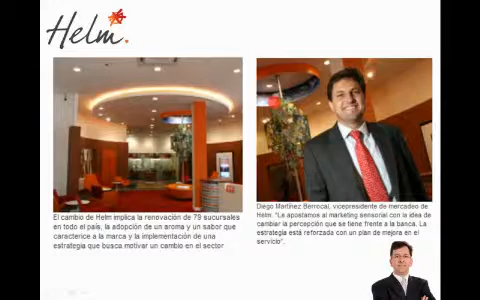 Helm.
El cambio de Helm implica la renovación de 79 sucursales
en todo el país, la adopción de un aroma y un sabor que
caracterice a la marca y la implementación de una
estrategia que busca motivar un cambio en el sector
Diego Martínez Berrocal, vicepresidente de mercadeo de
Helm. "Le apostamos al marketing sensorial con la idea de
cambiar la percepción que se tiene frente a la banca. La
estrategia está reforzada con un plan de mejora en el
servicio".